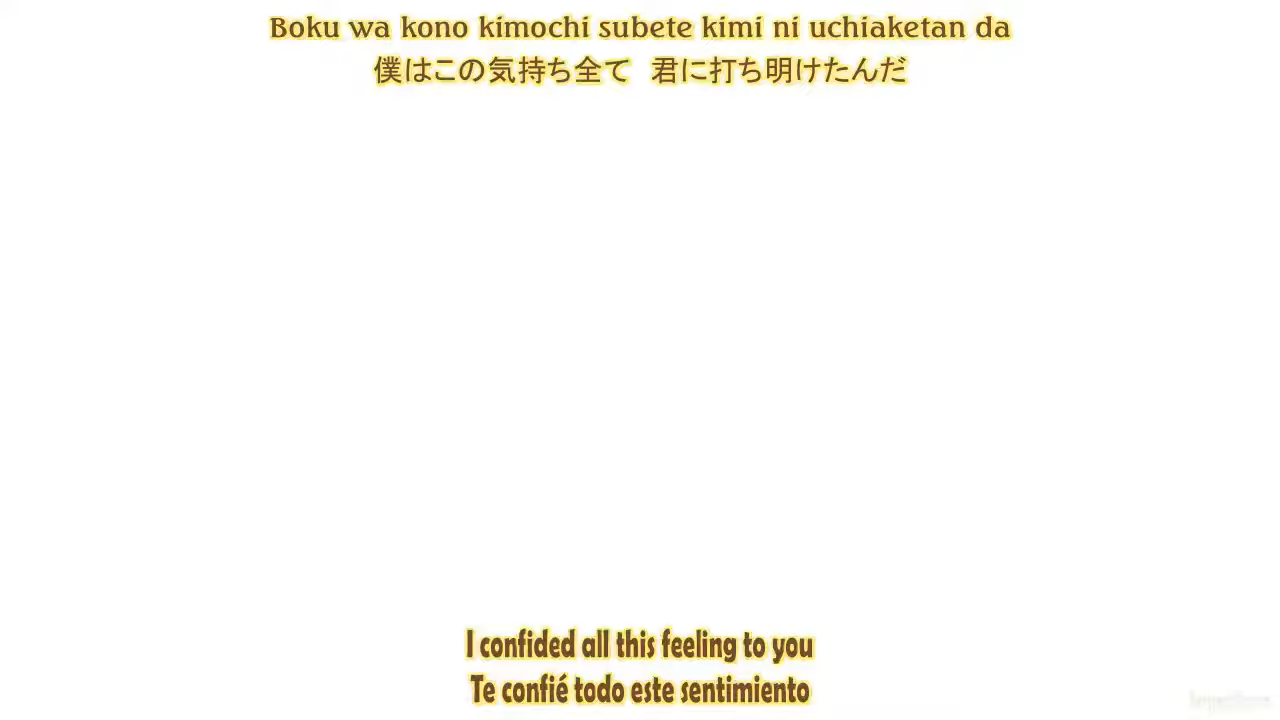 Boku wa kono kimochi subete kimi ni uchiaketan da
僕はこの気持ち全て　君に打ち明けたんだ
I confided all this feeling to you
Te confié todo este sentimiento